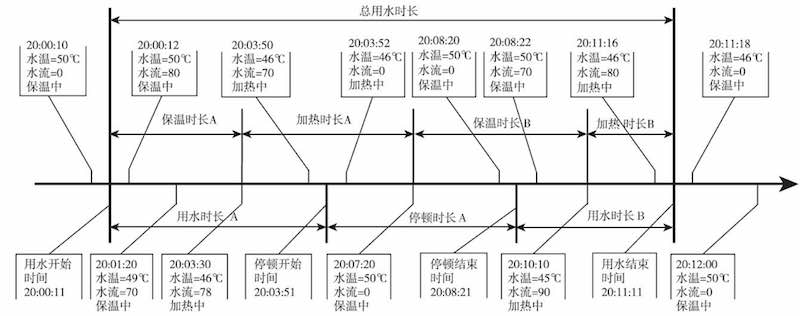 总用水时长
20:00:10
水温=50℃
水流=0
保温中
20:00:12
水温=50℃
水流=80
保温中
20:03:50
水温=46℃
水流=70
加热中
20:03:52
水温=46℃
水流=0
加热中
20:08:20
水温=50℃
水流=0
保温中
20:08:22
水温=50℃
水流=70
保温中
20:11:16
水温=46℃
水流=80
加热中
20:11:18
水温=46℃
水流=0
保温中
保温时长A
加热时长A
保温时长B
加热时长B
用水时长 A
停顿时长 A
用水时长 B
用水开始
时间
20:00:11
20:01:20
水温=49℃
水流=70
保温中
20:03:30
水温=46℃
水流=78
加热中
停顿开始
时间
20:03:51
20:07:20
水温=50℃
水流=0
保温中
停顿结束
时间
20:08:21
20:10:10
水温=45℃
水流=90
加热中
用水结束
时间
20:11:11
20:12:00
水温=50℃
水流=0
保温中